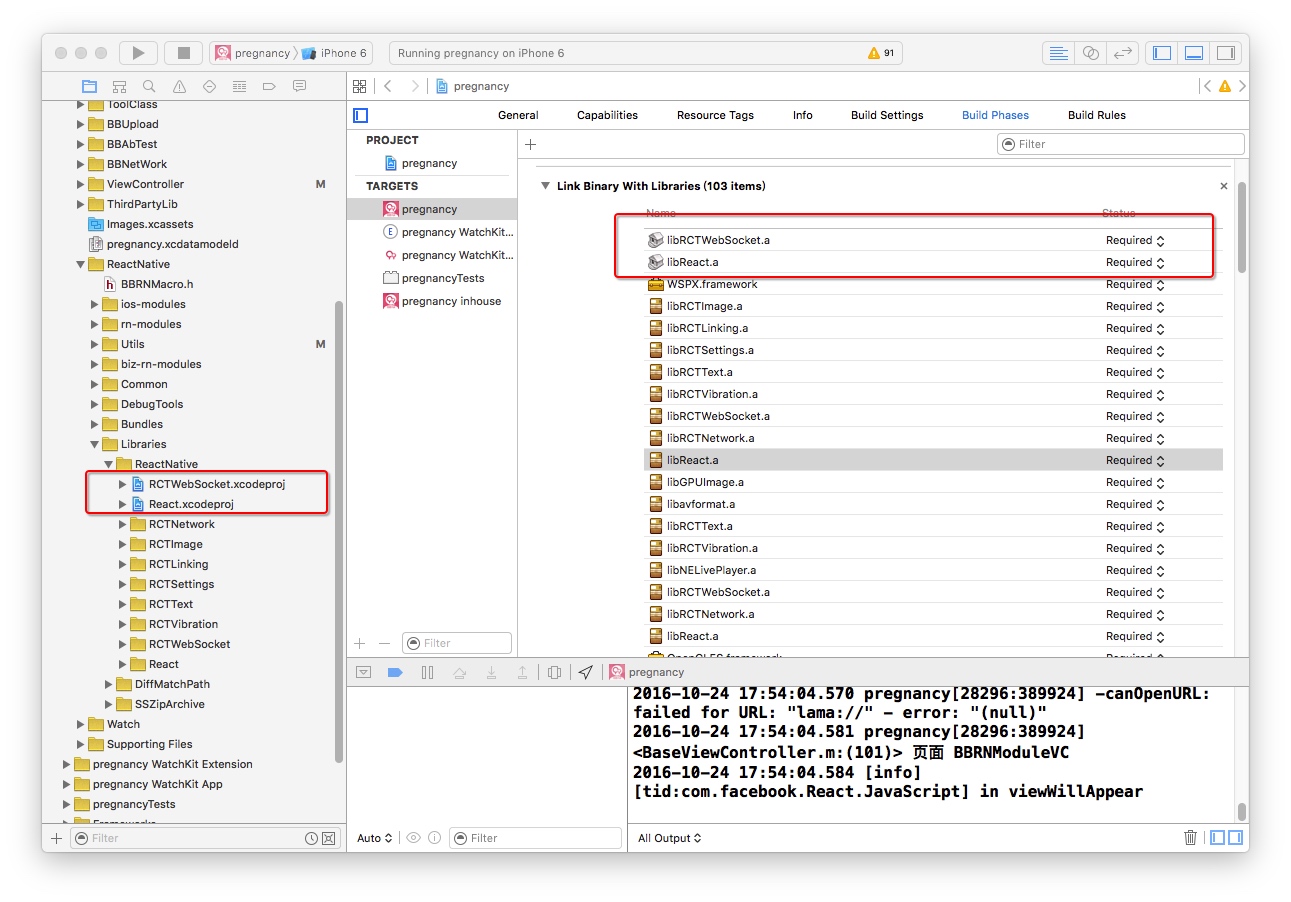 pregnancy
iPhone 6
Running pregnancy on iPhone 6
91
ToolClass
BBUpload
BBAbTest
BBNetWork
ViewController M
ThirdPartyLib
Images.xcassets
pregnancy.xcdatamodeld
ReactNative
BBRNMacro.h
ios-modules
rn-modules
Utils M
biz-rn-modules
Common
DebugTools
Bundles
Libraries
ReactNative
RCTWebSocket.xcodeproj
React.xcodeproj
RCTNetwork
RCTImage
RCTLinking
RCTSettings
RCTText
RCTVibration
RCTWebSocket
React
DiffMatchPath
SSZipArchive
Watch
Supporting Files
pregnancy WatchKit Extension
pregnancy WatchKit App
pregnancyTests
Frameworks
Filter
pregnancy
General Capabilities Resource Tags Info Build Settings Build Phases Build Rules
PROJECT
pregnancy
TARGETS
pregnancy
E pregnancy WatchKit...
pregnancy WatchKit...
pregnancyTests
pregnancy inhouse
Filter
Filter
Link Binary With Libraries (103 items)
Name Status
libRCTWebSocket.a Required
libReact.a Required
WSPX.framework Required
libRCTImage.a Required
libRCTLinking.a Required
libRCTSettings.a Required
libRCTText.a Required
libRCTVibration.a Required
libRCTWebSocket.a Required
libRCTNetwork.a Required
libReact.a Required
libGPUImage.a Required
libavformat.a Required
libRCTText.a Required
libRCTVibration.a Required
libNELivePlayer.a Required
libRCTWebSocket.a Required
libRCTNetwork.a Required
libReact.a Required
OpenGLES.framework Required
pregnancy
2016-10-24 17:54:04.570 pregnancy[28296:389924] -canOpenURL:
failed for URL: "lama://" - error: "(null)"
2016-10-24 17:54:04.581 pregnancy[28296:389924]
<BaseViewController.m:(101)> 页面 BBRNModuleVC
2016-10-24 17:54:04.584 [info]
[tid:com.facebook.React.JavaScript] in viewWillAppear
Auto
Filter
All Output